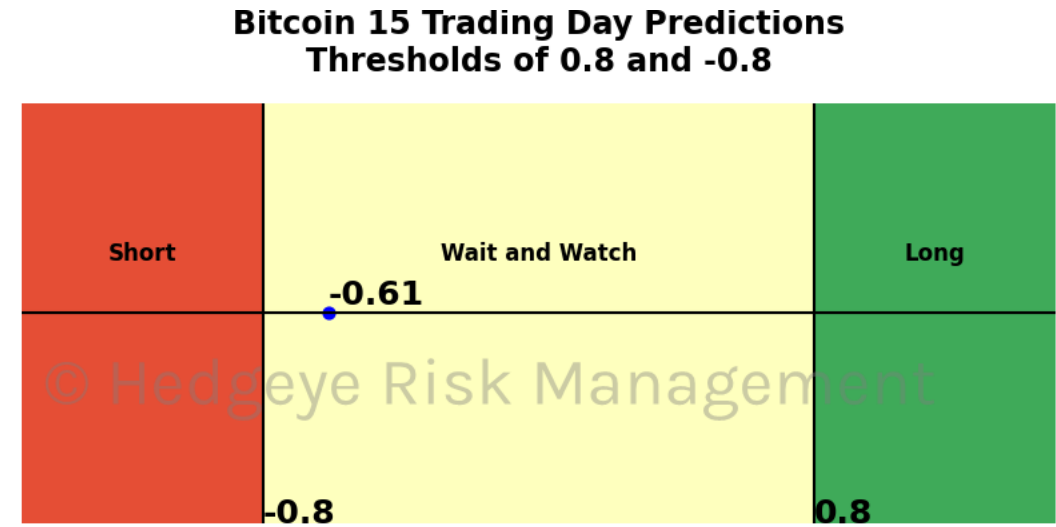 Bitcoin 15 Trading Day Predictions
Thresholds of 0.8 and -0.8
Short
Wait and Watch
Long
-0.61
© Hedgeye Risk Management
-0.8
0.8